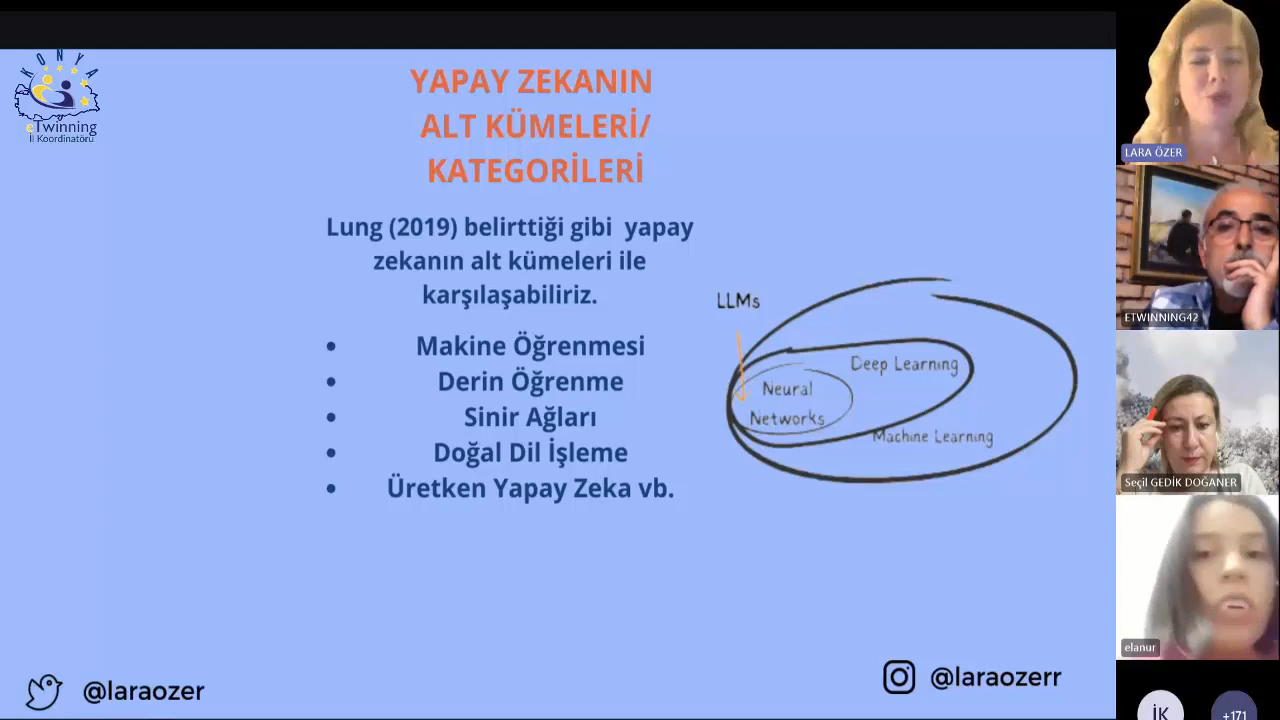 KONYA
eTwinning
İl Koordinatörü
YAPAY ZEKANIN
ALT KÜMELERİ/
KATEGORİLERİ
Lung (2019) belirttiği gibi yapay
zekanın alt kümeleri ile
karşılaşabiliriz.
• Makine Öğrenmesi
• Derin Öğrenme
• Sinir Ağları
• Doğal Dil İşleme
• Üretken Yapay Zeka vb.
LLMs
Deep Learning
Neural
Networks
Machine Learning
@laraozer
@laraozerr
LARA ÖZER
ETWINNING42
Seçil GEDİK DOĞANER
elanur
İK
+171